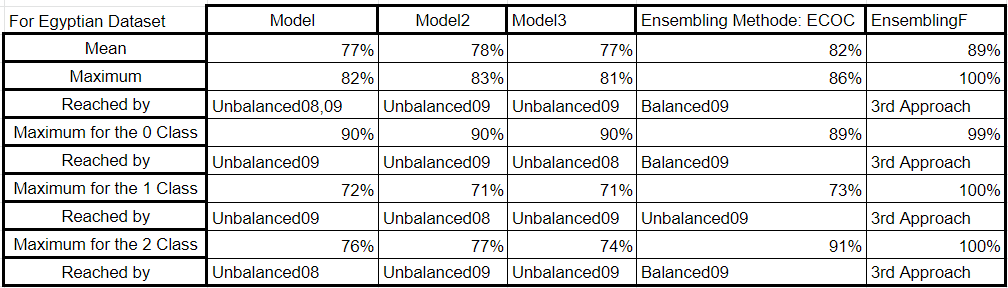 For Egyptian Dataset Model Model2 Model3 Ensembling Methode: ECOC EnsemblingF
Mean 77% 78% 77% 82% 89%
Maximum 82% 83% 81% 86% 100%
Reached by Unbalanced08,09 Unbalanced09 Unbalanced09 Balanced09 3rd Approach
Maximum for the 0 Class 90% 90% 90% 89% 99%
Reached by Unbalanced09 Unbalanced09 Unbalanced08 Balanced09 3rd Approach
Maximum for the 1 Class 72% 71% 71% 73% 100%
Reached by Unbalanced09 Unbalanced08 Unbalanced09 Unbalanced09 3rd Approach
Maximum for the 2 Class 76% 77% 74% 91% 100%
Reached by Unbalanced08 Unbalanced09 Unbalanced09 Balanced09 3rd Approach